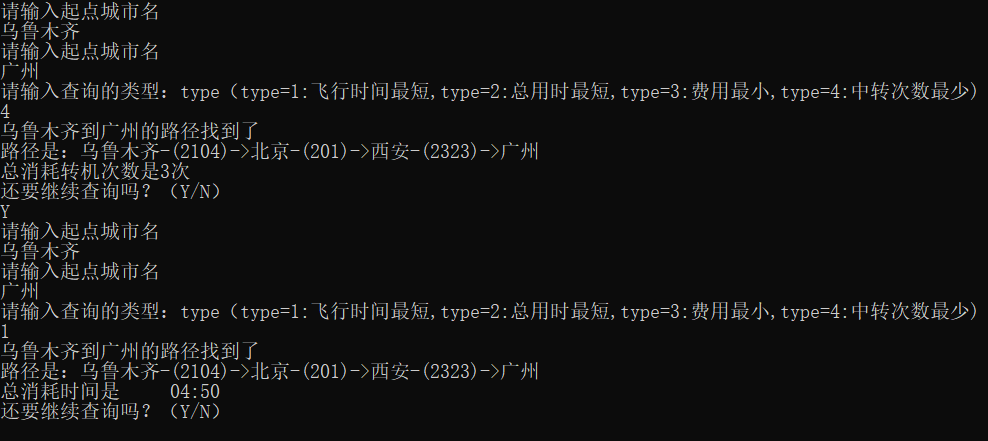 请输入起点城市名
乌鲁木齐
请输入起点城市名
广州
请输入查询的类型：type（type=1:飞行时间最短,type=2:总用时最短,type=3:费用最小,type=4:中转次数最少)
4
乌鲁木齐到广州的路径找到了
路径是：乌鲁木齐-(2104)->北京-(201)->西安-(2323)->广州
总消耗转机次数是3次
还要继续查询吗？（Y/N）
Y
请输入起点城市名
乌鲁木齐
请输入起点城市名
广州
请输入查询的类型：type（type=1:飞行时间最短,type=2:总用时最短,type=3:费用最小,type=4:中转次数最少)
1
乌鲁木齐到广州的路径找到了
路径是：乌鲁木齐-(2104)->北京-(201)->西安-(2323)->广州
总消耗时间是     04:50
还要继续查询吗？（Y/N）